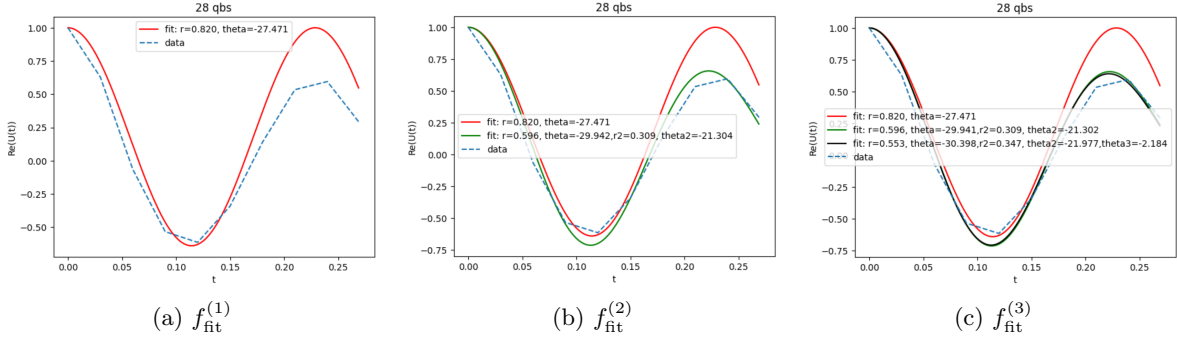 28 qbs
fit: r=0.820, theta=-27.471
data
Re(U(t))
1.00
0.75
0.50
0.25
0.00
−0.25
−0.50
0.00 0.05 0.10 0.15 0.20 0.25
t
(a) f_fit^(1)
28 qbs
fit: r=0.820, theta=-27.471
fit: r=0.596, theta=-29.942,r2=0.309, theta2=-21.304
data
Re(U(t))
1.00
0.75
0.50
0.25
0.00
−0.25
−0.50
−0.75
0.00 0.05 0.10 0.15 0.20 0.25
t
(b) f_fit^(2)
28 qbs
fit: r=0.820, theta=-27.471
fit: r=0.596, theta=-29.941,r2=0.309, theta2=-21.302
fit: r=0.553, theta=-30.398,r2=0.347, theta2=-21.977,theta3=-2.184
data
Re(U(t))
1.00
0.75
0.50
0.25
0.00
−0.25
−0.50
−0.75
0.00 0.05 0.10 0.15 0.20 0.25
t
(c) f_fit^(3)